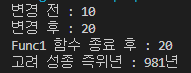 변경 전 : 10
변경 후 : 20
Func1 함수 종료 후 : 20
고려 성종 즉위년 : 981년